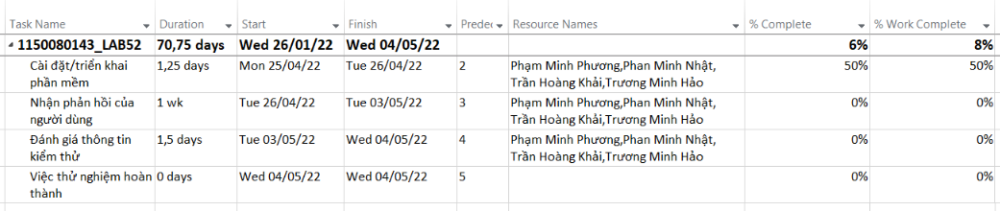 Task Name Duration Start Finish Predec Resource Names % Complete % Work Complete
1150080143_LAB52 70,75 days Wed 26/01/22 Wed 04/05/22 6% 8%
Cài đặt/triển khai 1,25 days Mon 25/04/22 Tue 26/04/22 2 Phạm Minh Phương,Phan Minh Nhật, 50% 50%
phần mềm Trần Hoàng Khải,Trương Minh Hảo
Nhận phản hồi của 1 wk Tue 26/04/22 Tue 03/05/22 3 Phạm Minh Phương,Phan Minh Nhật, 0% 0%
người dùng Trần Hoàng Khải,Trương Minh Hảo
Đánh giá thông tin 1,5 days Tue 03/05/22 Wed 04/05/22 4 Phạm Minh Phương,Phan Minh Nhật, 0% 0%
kiểm thử Trần Hoàng Khải,Trương Minh Hảo
Việc thử nghiệm hoàn 0 days Wed 04/05/22 Wed 04/05/22 5 0% 0%
thành